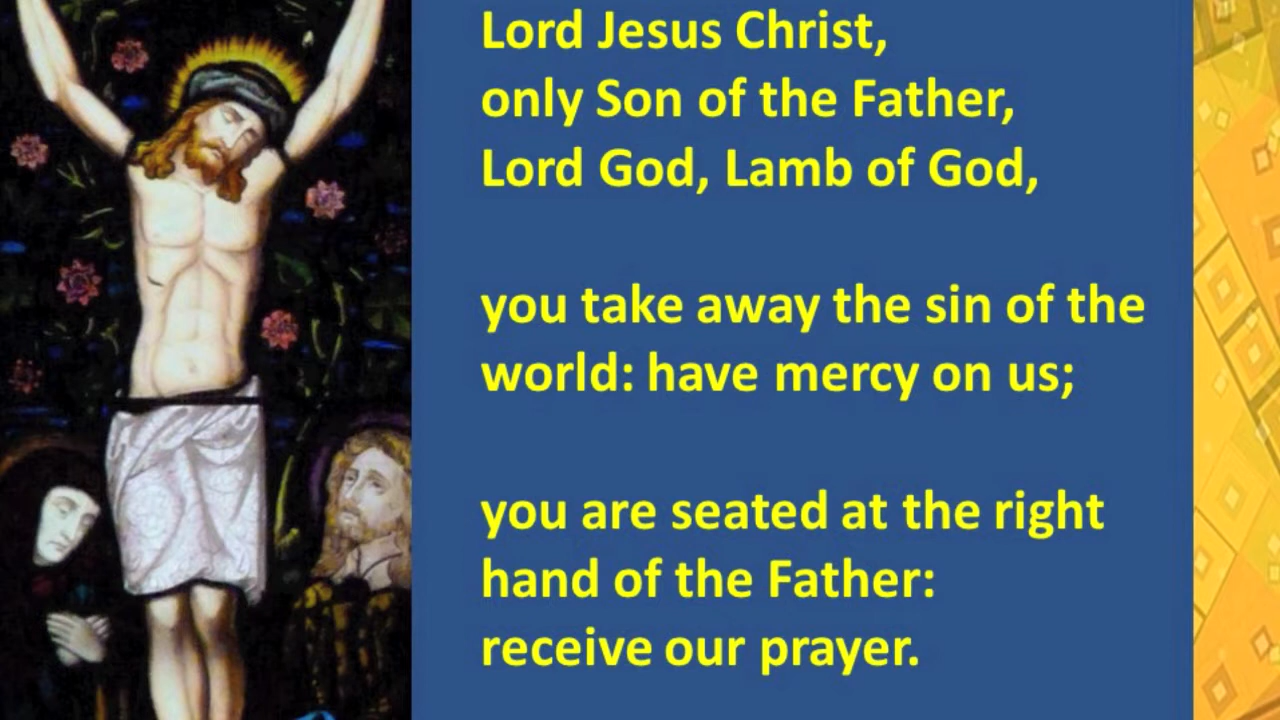 Lord Jesus Christ,
only Son of the Father,
Lord God, Lamb of God,
you take away the sin of the
world: have mercy on us;
you are seated at the right
hand of the Father:
receive our prayer.